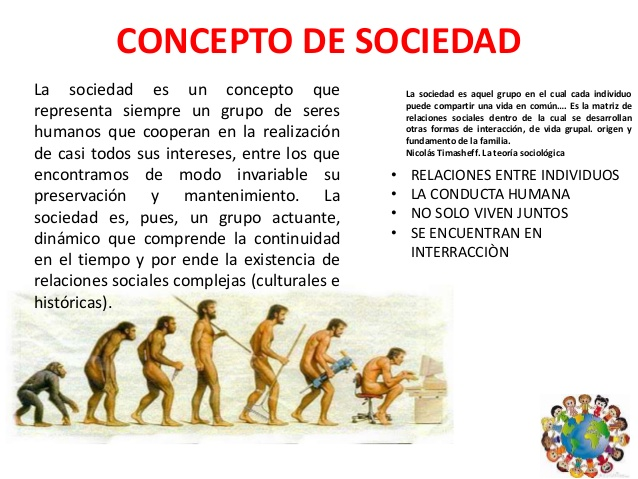 CONCEPTO DE SOCIEDAD
La sociedad es un concepto que
representa siempre un grupo de seres
humanos que cooperan en la realización
de casi todos sus intereses, entre los que
encontramos de modo invariable su
preservación y mantenimiento. La
sociedad es, pues, un grupo actuante,
dinámico que comprende la continuidad
en el tiempo y por ende la existencia de
relaciones sociales complejas (culturales e
históricas).
La sociedad es aquel grupo en el cual cada individuo
puede compartir una vida en común.... Es la matriz de
relaciones sociales dentro de la cual se desarrollan
otras formas de interacción, de vida grupal. origen y
fundamento de la familia.
Nicolás Timasheff. La teoría sociológica
• RELACIONES ENTRE INDIVIDUOS
• LA CONDUCTA HUMANA
• NO SOLO VIVEN JUNTOS
• SE ENCUENTRAN EN
INTERRACCIÒN